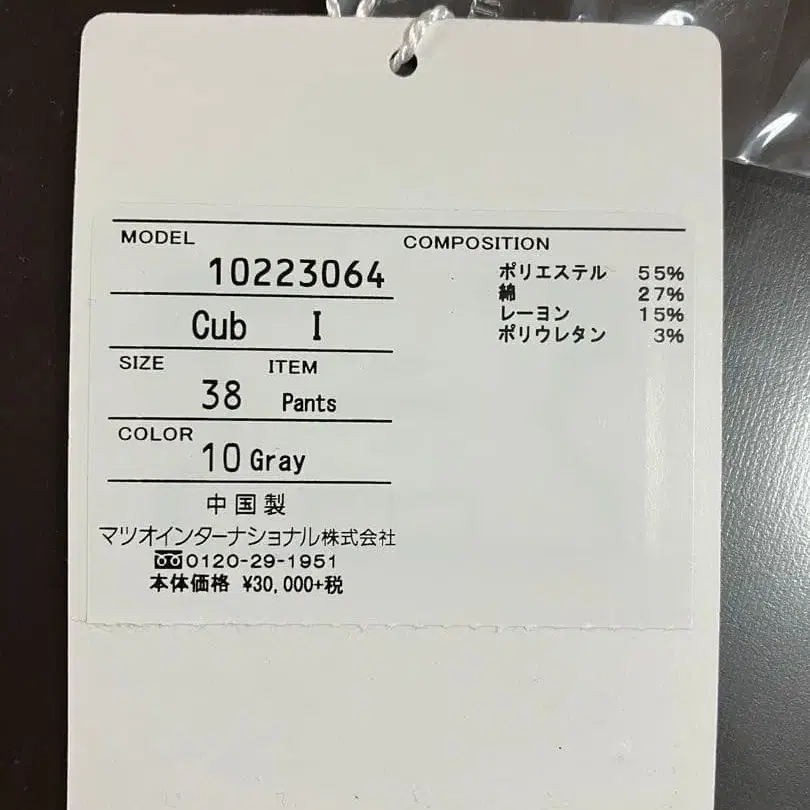 MODEL
10223064
Cub I
SIZE ITEM
38 Pants
COLOR
10 Gray
中国製
マツオインターナショナル株式会社
0120-29-1951
本体価格 ¥30,000+税
COMPOSITION
ポリエステル 55%
綿 27%
レーヨン 15%
ポリウレタン 3%